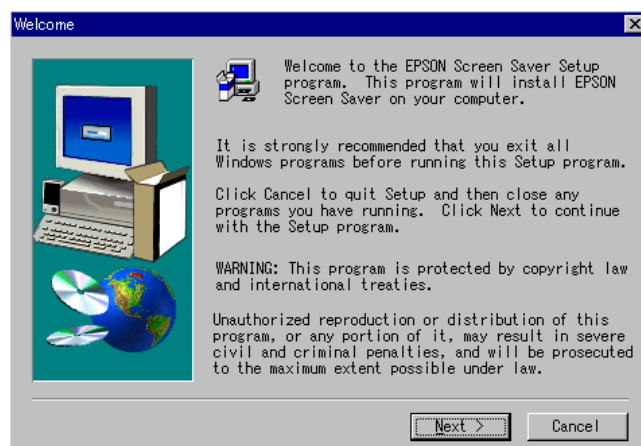 Welcome
Welcome to the EPSON Screen Saver Setup
program.  This program will install EPSON
Screen Saver on your computer.
It is strongly recommended that you exit all
Windows programs before running this Setup program.
Click Cancel to quit Setup and then close any
programs you have running.  Click Next to continue
with the Setup program.
WARNING: This program is protected by copyright law
and international treaties.
Unauthorized reproduction or distribution of this
program, or any portion of it, may result in severe
civil and criminal penalties, and will be prosecuted
to the maximum extent possible under law.
Next >
Cancel